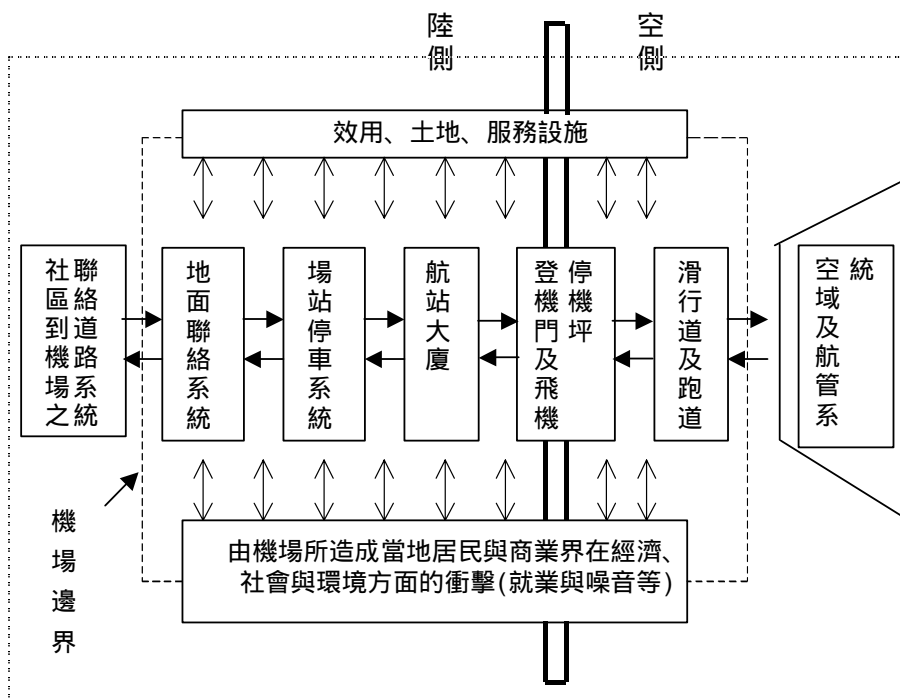 陸側
空側
效用、土地、服務設施
社區到機場之
聯絡道路系統
地面聯絡系統
場站停車系統
航站大廈
登機門及飛機
停機坪
滑行道及跑道
空域及航管系
統
機場邊界
由機場所造成當地居民與商業界在經濟、
社會與環境方面的衝擊(就業與噪音等)